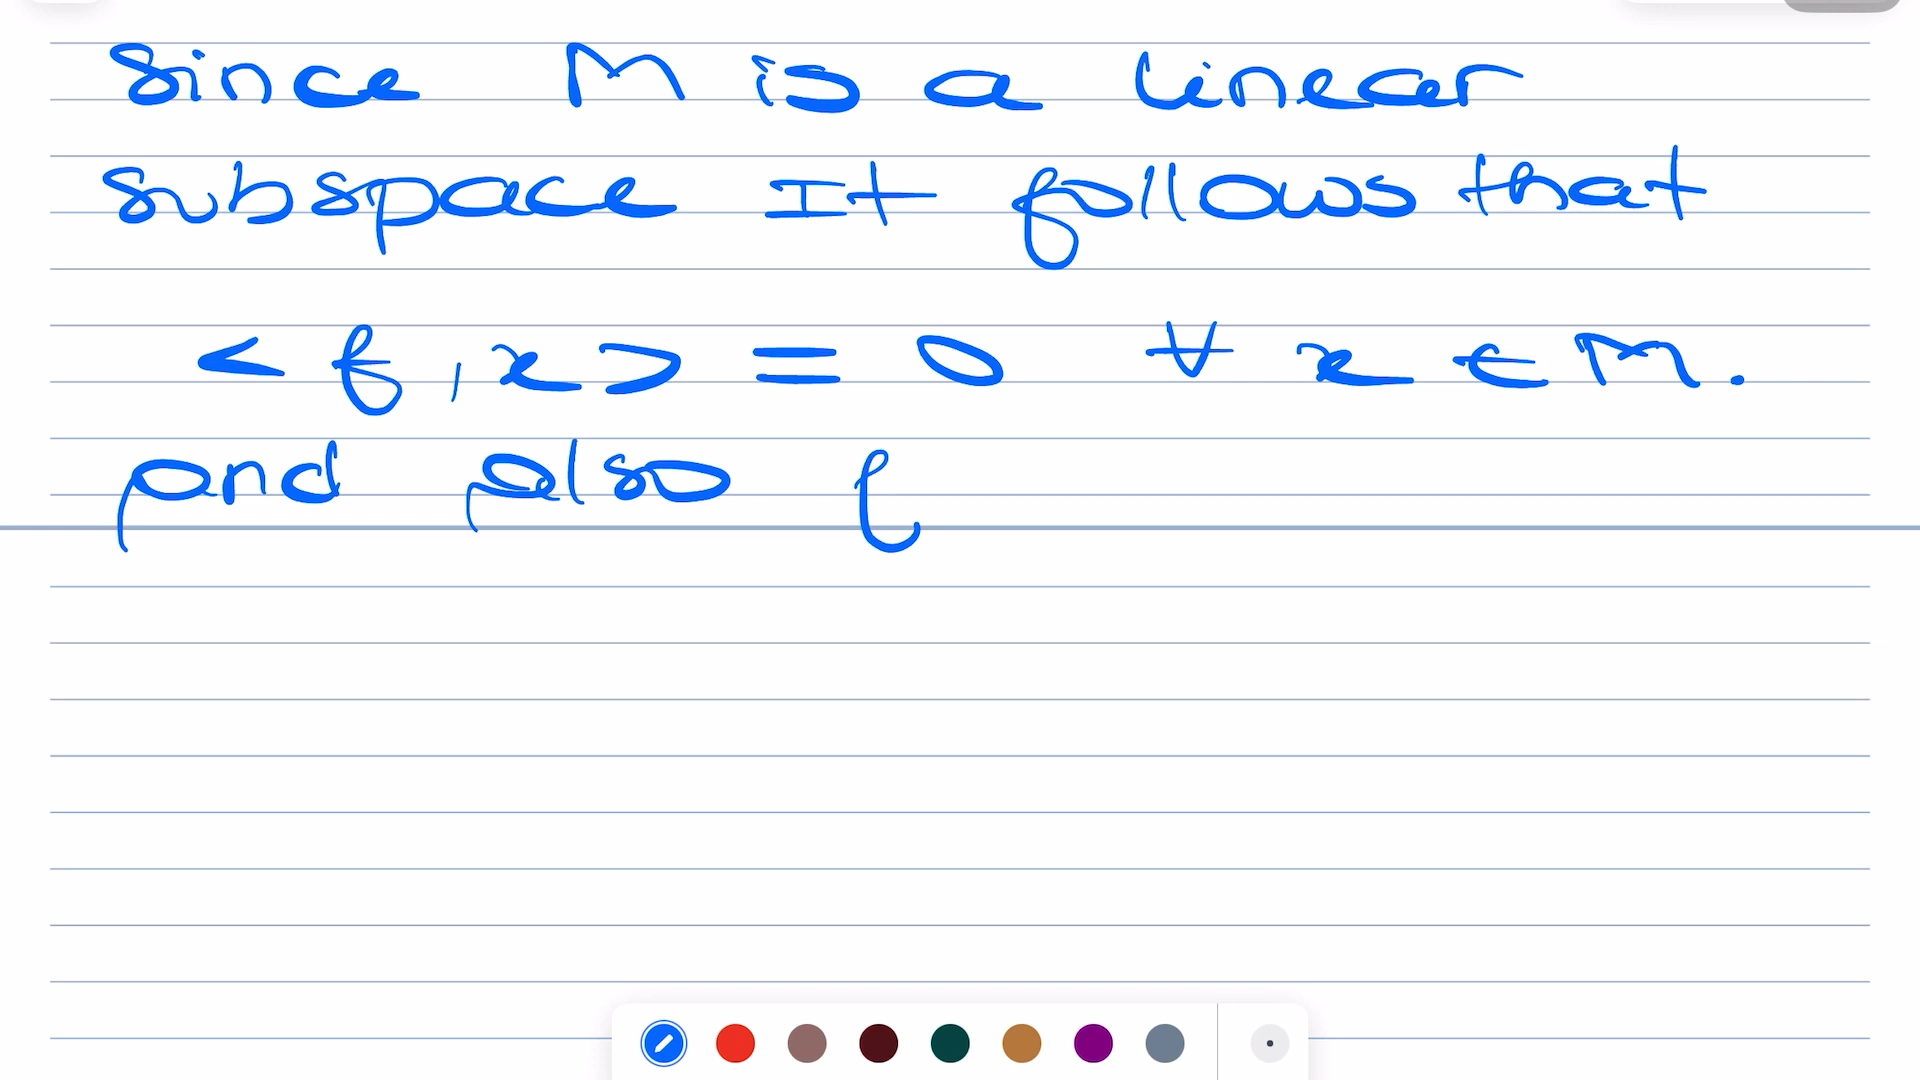 Since M is a linear
subspace It follows that
< f , x > = 0 ∀ x ∈ M .
and also f